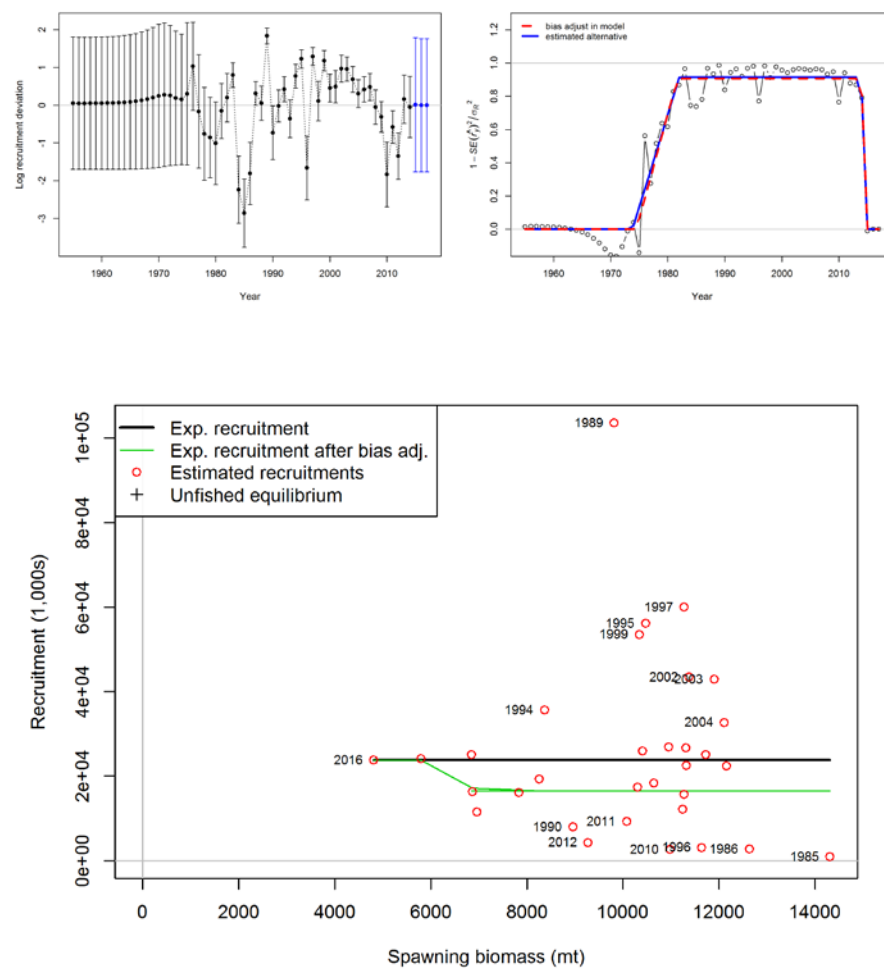 Log recruitment deviation
2
1
0
-1
-2
-3
1960 1970 1980 1990 2000 2010
Year
bias adjust in model
estimated alternative
1 − SE(r̂y)² / σR²
1.2
1.0
0.8
0.6
0.4
0.2
0.0
1960 1970 1980 1990 2000 2010
Year
Exp. recruitment
Exp. recruitment after bias adj.
Estimated recruitments
Unfished equilibrium
Recruitment (1,000s)
1e+05
8e+04
6e+04
4e+04
2e+04
0e+00
1989
1997
1995
1999
2002
2003
1994
2004
2016
1990
2011
2012
2010
1996
1986
1985
0 2000 4000 6000 8000 10000 12000 14000
Spawning biomass (mt)